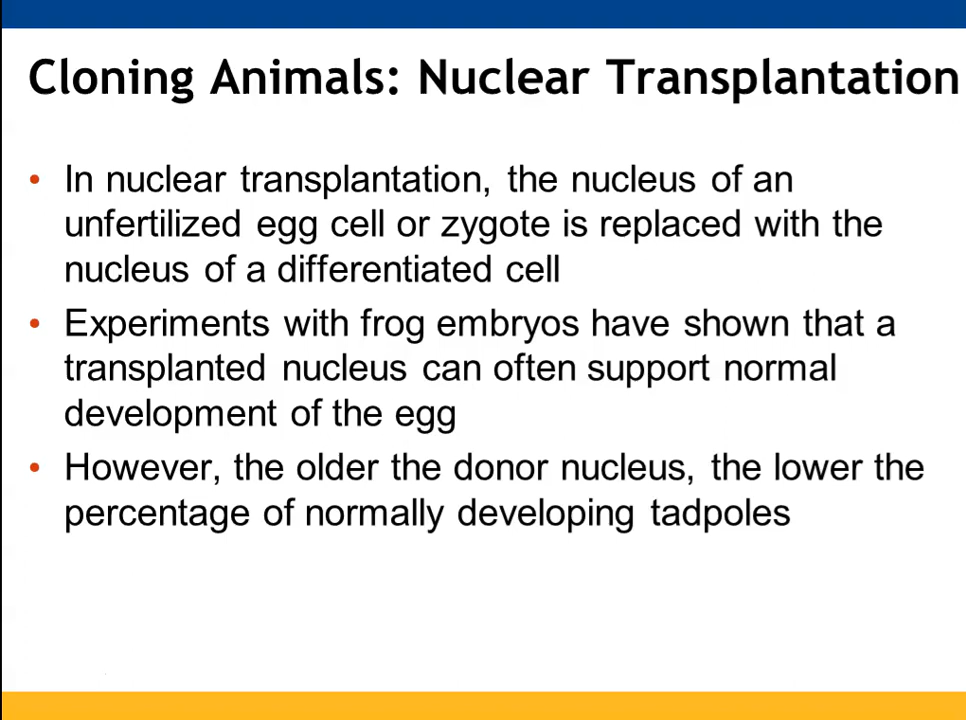 Cloning Animals: Nuclear Transplantation
• In nuclear transplantation, the nucleus of an
unfertilized egg cell or zygote is replaced with the
nucleus of a differentiated cell
• Experiments with frog embryos have shown that a
transplanted nucleus can often support normal
development of the egg
• However, the older the donor nucleus, the lower the
percentage of normally developing tadpoles